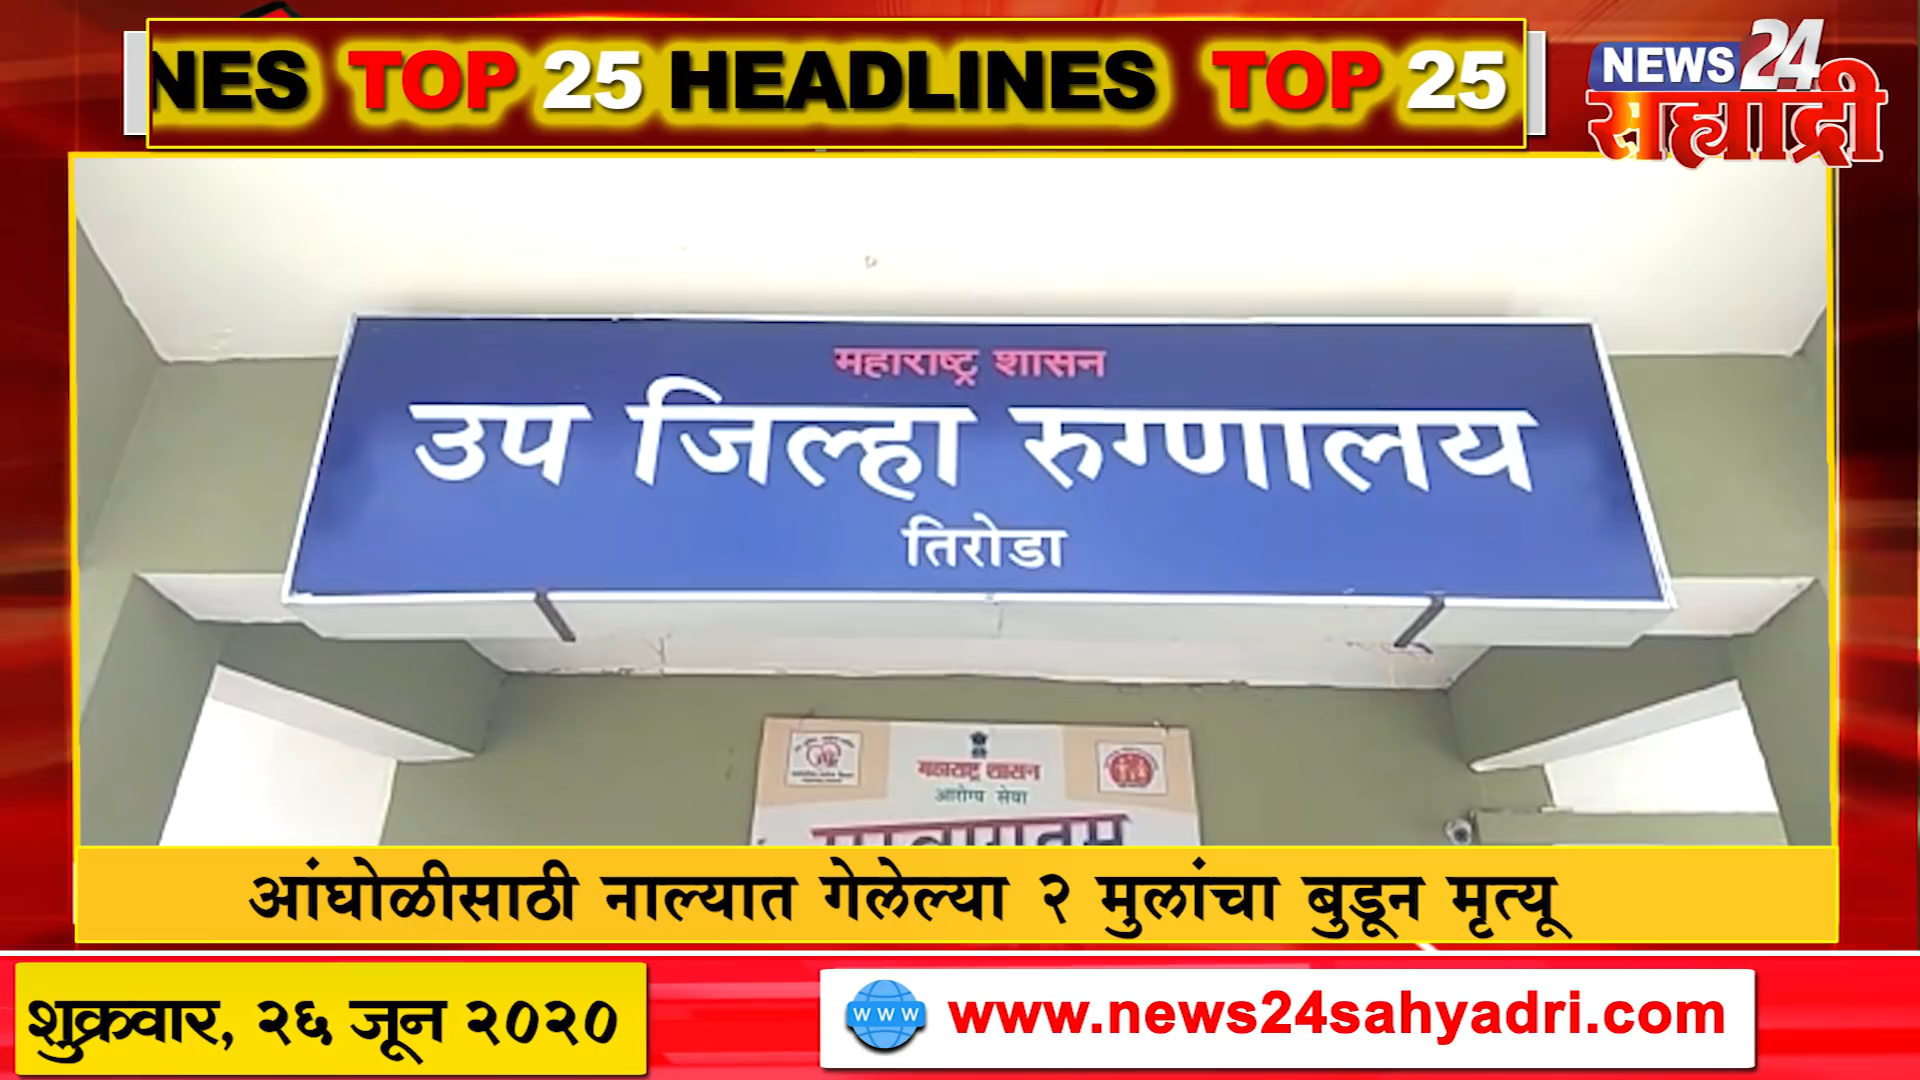 NES TOP 25 HEADLINES TOP 25
NEWS 24
सह्याद्री
महाराष्ट्र शासन
उप जिल्हा रुग्णालय
तिरोडा
महाराष्ट्र शासन
आरोग्य सेवा
आंघोळीसाठी नाल्यात गेलेल्या २ मुलांचा बुडून मृत्यू
शुक्रवार, २६ जून २०२०
www www.news24sahyadri.com